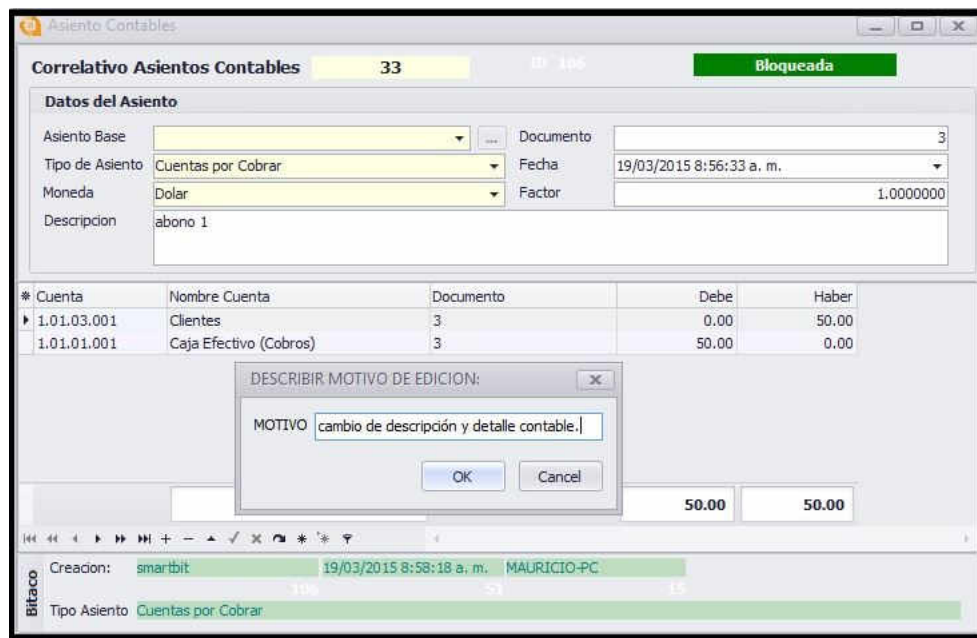 Asiento Contables
Correlativo Asientos Contables 33 ID 106 Bloqueada
Datos del Asiento
Asiento Base ... Documento 3
Tipo de Asiento Cuentas por Cobrar Fecha 19/03/2015 8:56:33 a. m.
Moneda Dolar Factor 1.0000000
Descripcion abono 1
Cuenta Nombre Cuenta Documento Debe Haber
1.01.03.001 Clientes 3 0.00 50.00
1.01.01.001 Caja Efectivo (Cobros) 3 50.00 0.00
DESCRIBIR MOTIVO DE EDICION:
MOTIVO cambio de descripción y detalle contable.
OK Cancel
50.00 50.00
Bitaco
Creacion: smartbit 19/03/2015 8:58:18 a. m. MAURICIO-PC
106 53 15
Tipo Asiento Cuentas por Cobrar